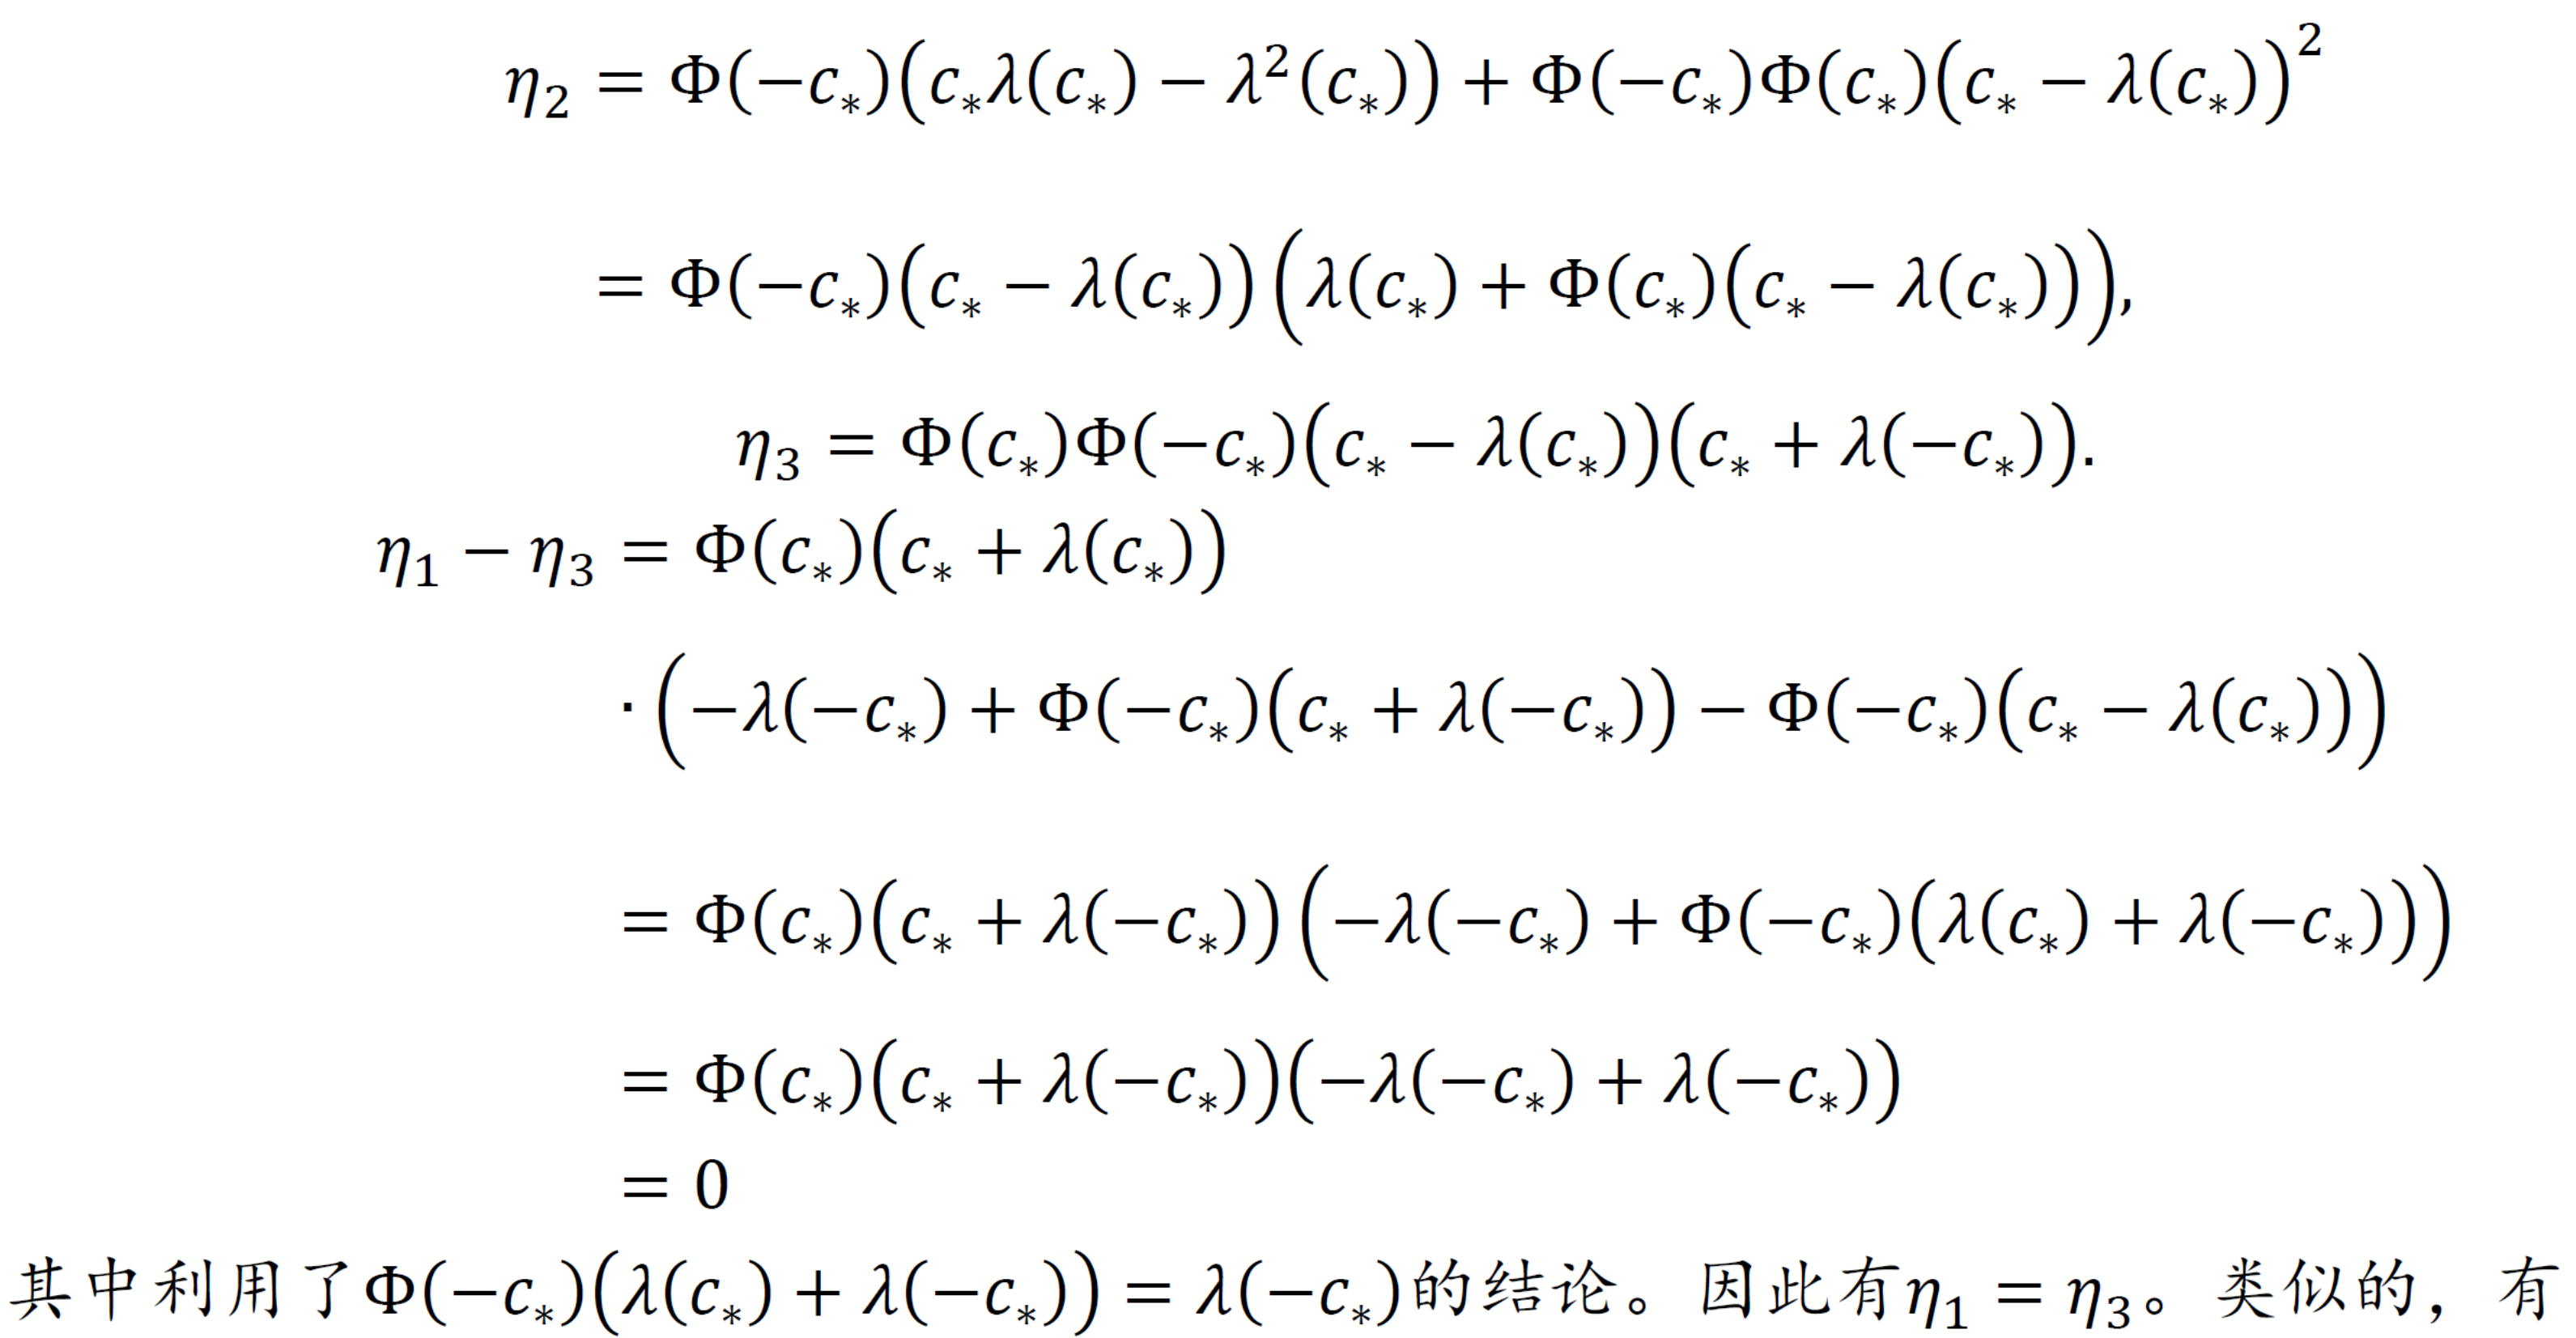 η₂ = Φ(−c∗)(c∗λ(c∗) − λ²(c∗)) + Φ(−c∗)Φ(c∗)(c∗ − λ(c∗))²
= Φ(−c∗)(c∗ − λ(c∗))(λ(c∗) + Φ(c∗)(c∗ − λ(c∗))),
η₃ = Φ(c∗)Φ(−c∗)(c∗ − λ(c∗))(c∗ + λ(−c∗)).
η₁ − η₃ = Φ(c∗)(c∗ + λ(c∗))
· (−λ(−c∗) + Φ(−c∗)(c∗ + λ(−c∗)) − Φ(−c∗)(c∗ − λ(c∗)))
= Φ(c∗)(c∗ + λ(−c∗))(−λ(−c∗) + Φ(−c∗)(λ(c∗) + λ(−c∗)))
= Φ(c∗)(c∗ + λ(−c∗))(−λ(−c∗) + λ(−c∗))
= 0
其中利用了Φ(−c∗)(λ(c∗) + λ(−c∗)) = λ(−c∗)的结论。因此有η₁ = η₃。类似的，有